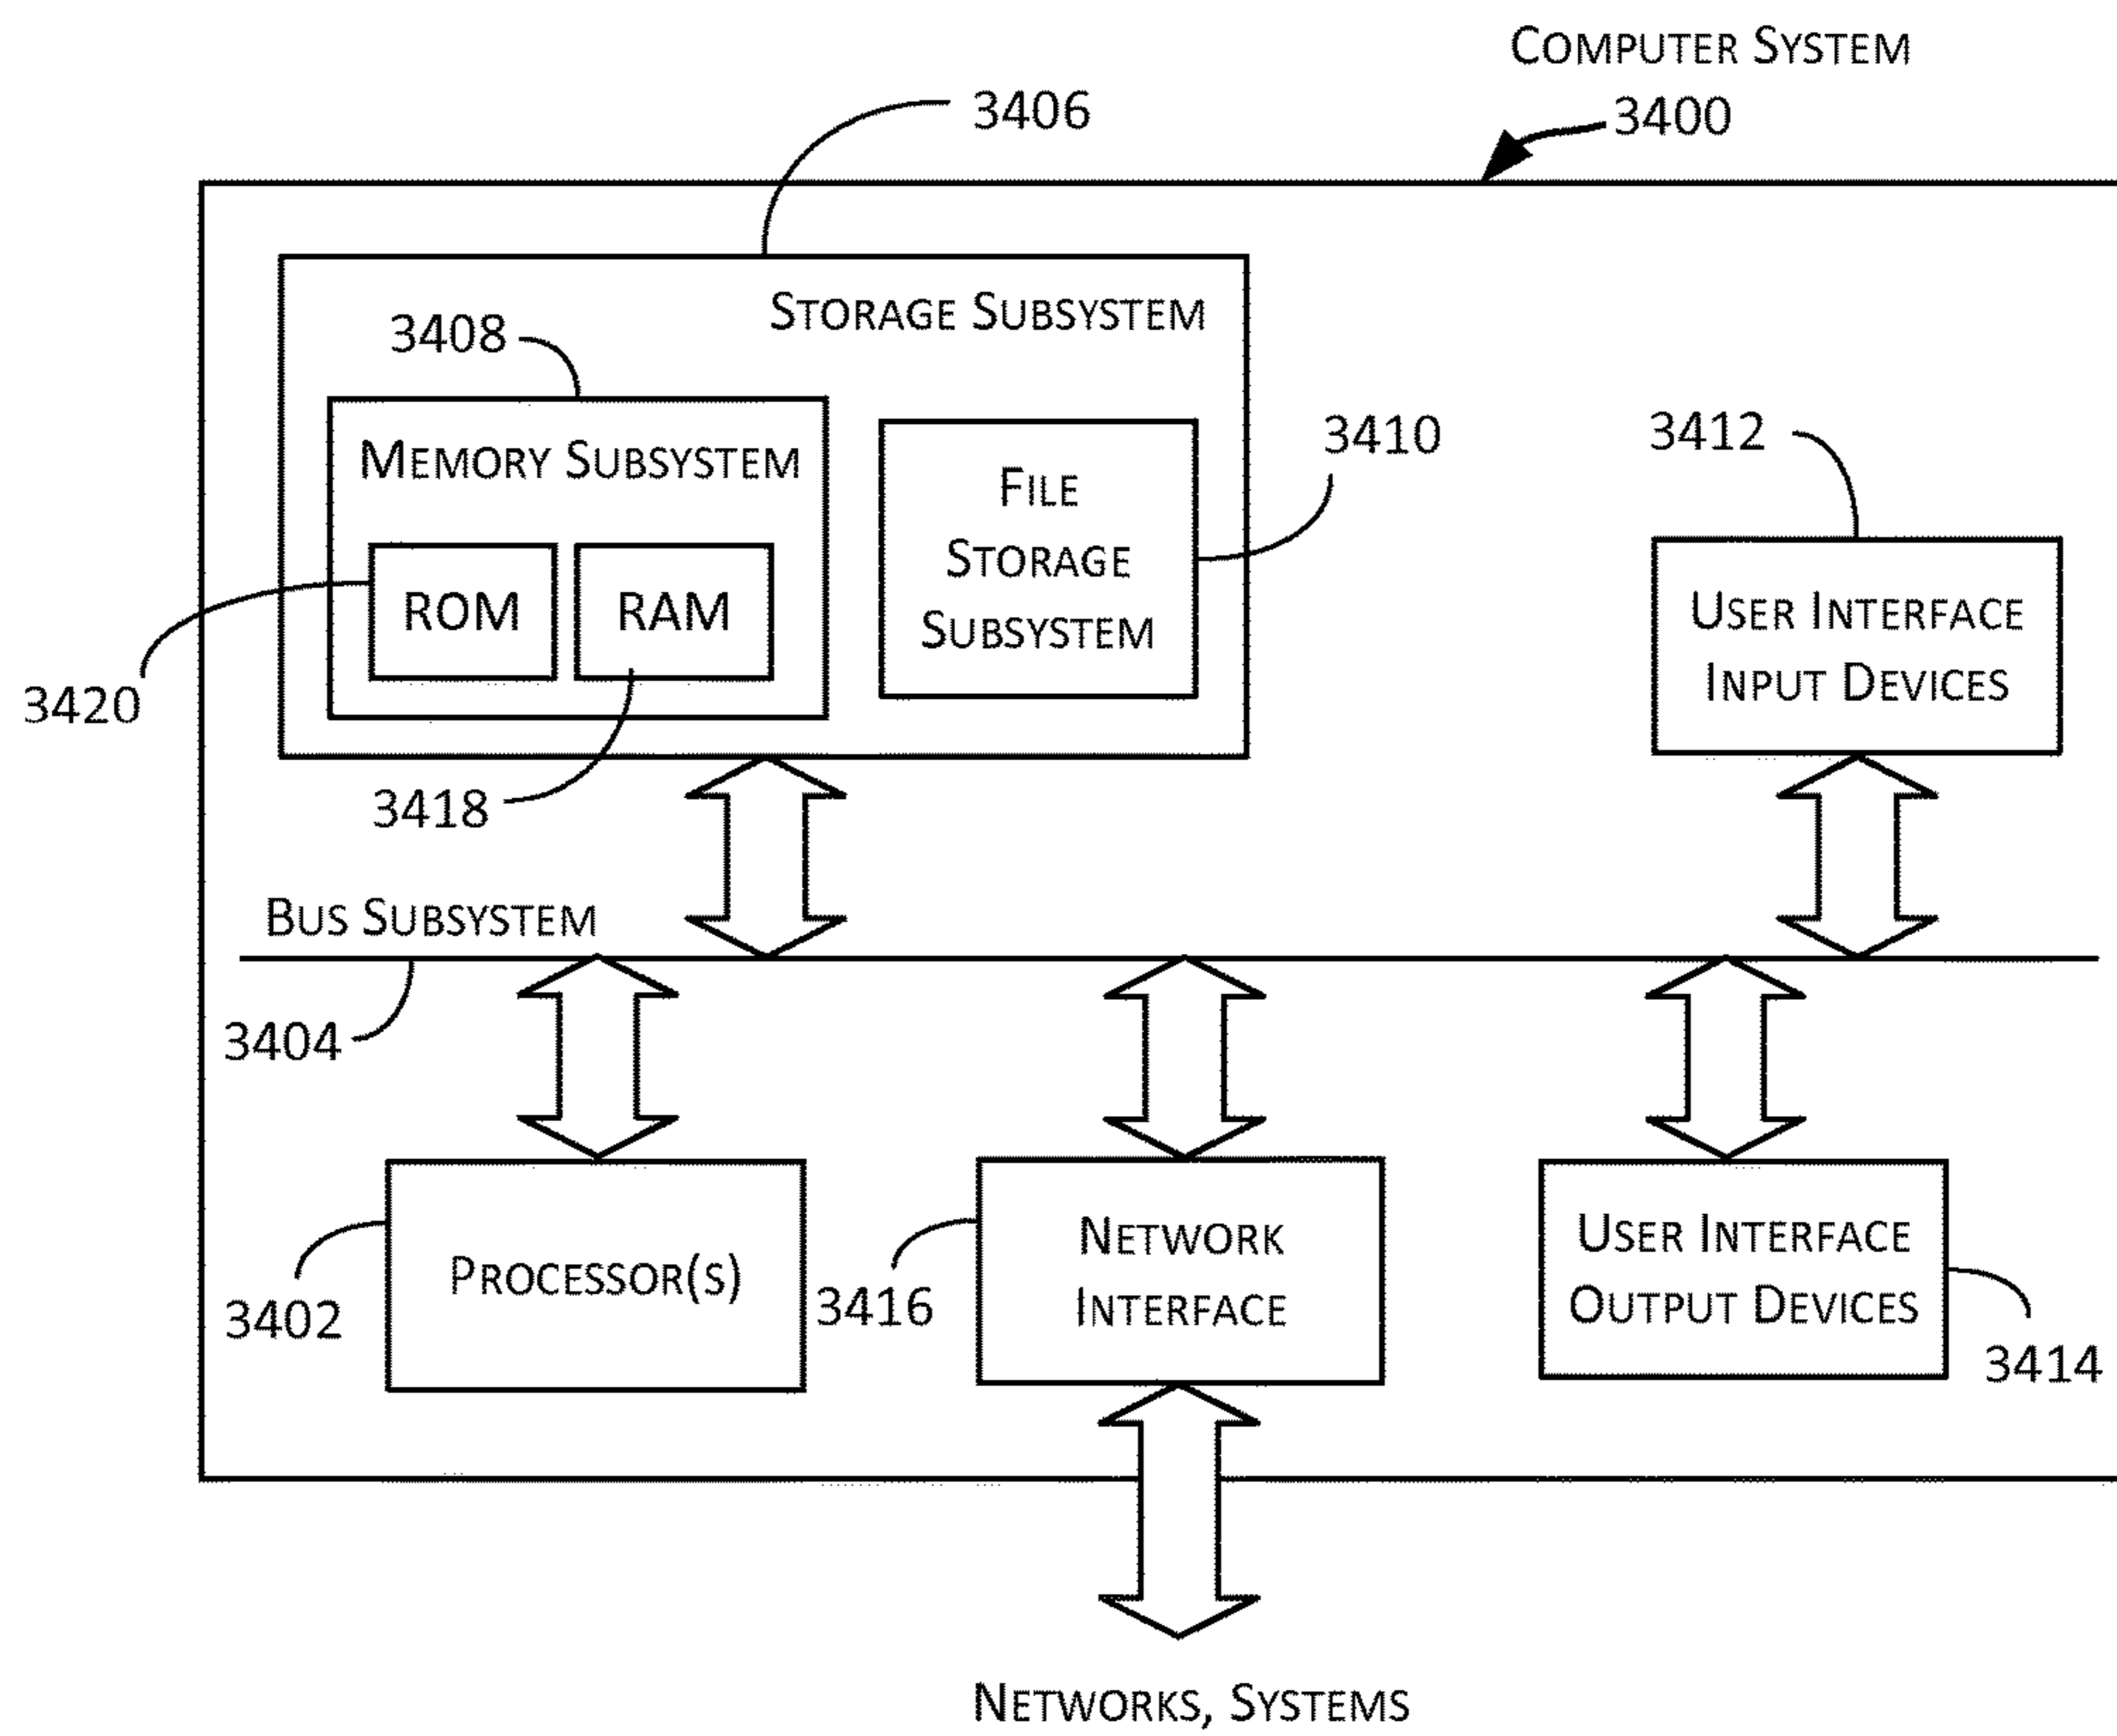 COMPUTER SYSTEM
3400
3406
STORAGE SUBSYSTEM
3408
MEMORY SUBSYSTEM
ROM
RAM
3420
3418
FILE
STORAGE
SUBSYSTEM
3410
3412
USER INTERFACE
INPUT DEVICES
BUS SUBSYSTEM
3404
PROCESSOR(S)
3402
NETWORK
INTERFACE
3416
USER INTERFACE
OUTPUT DEVICES
3414
NETWORKS, SYSTEMS